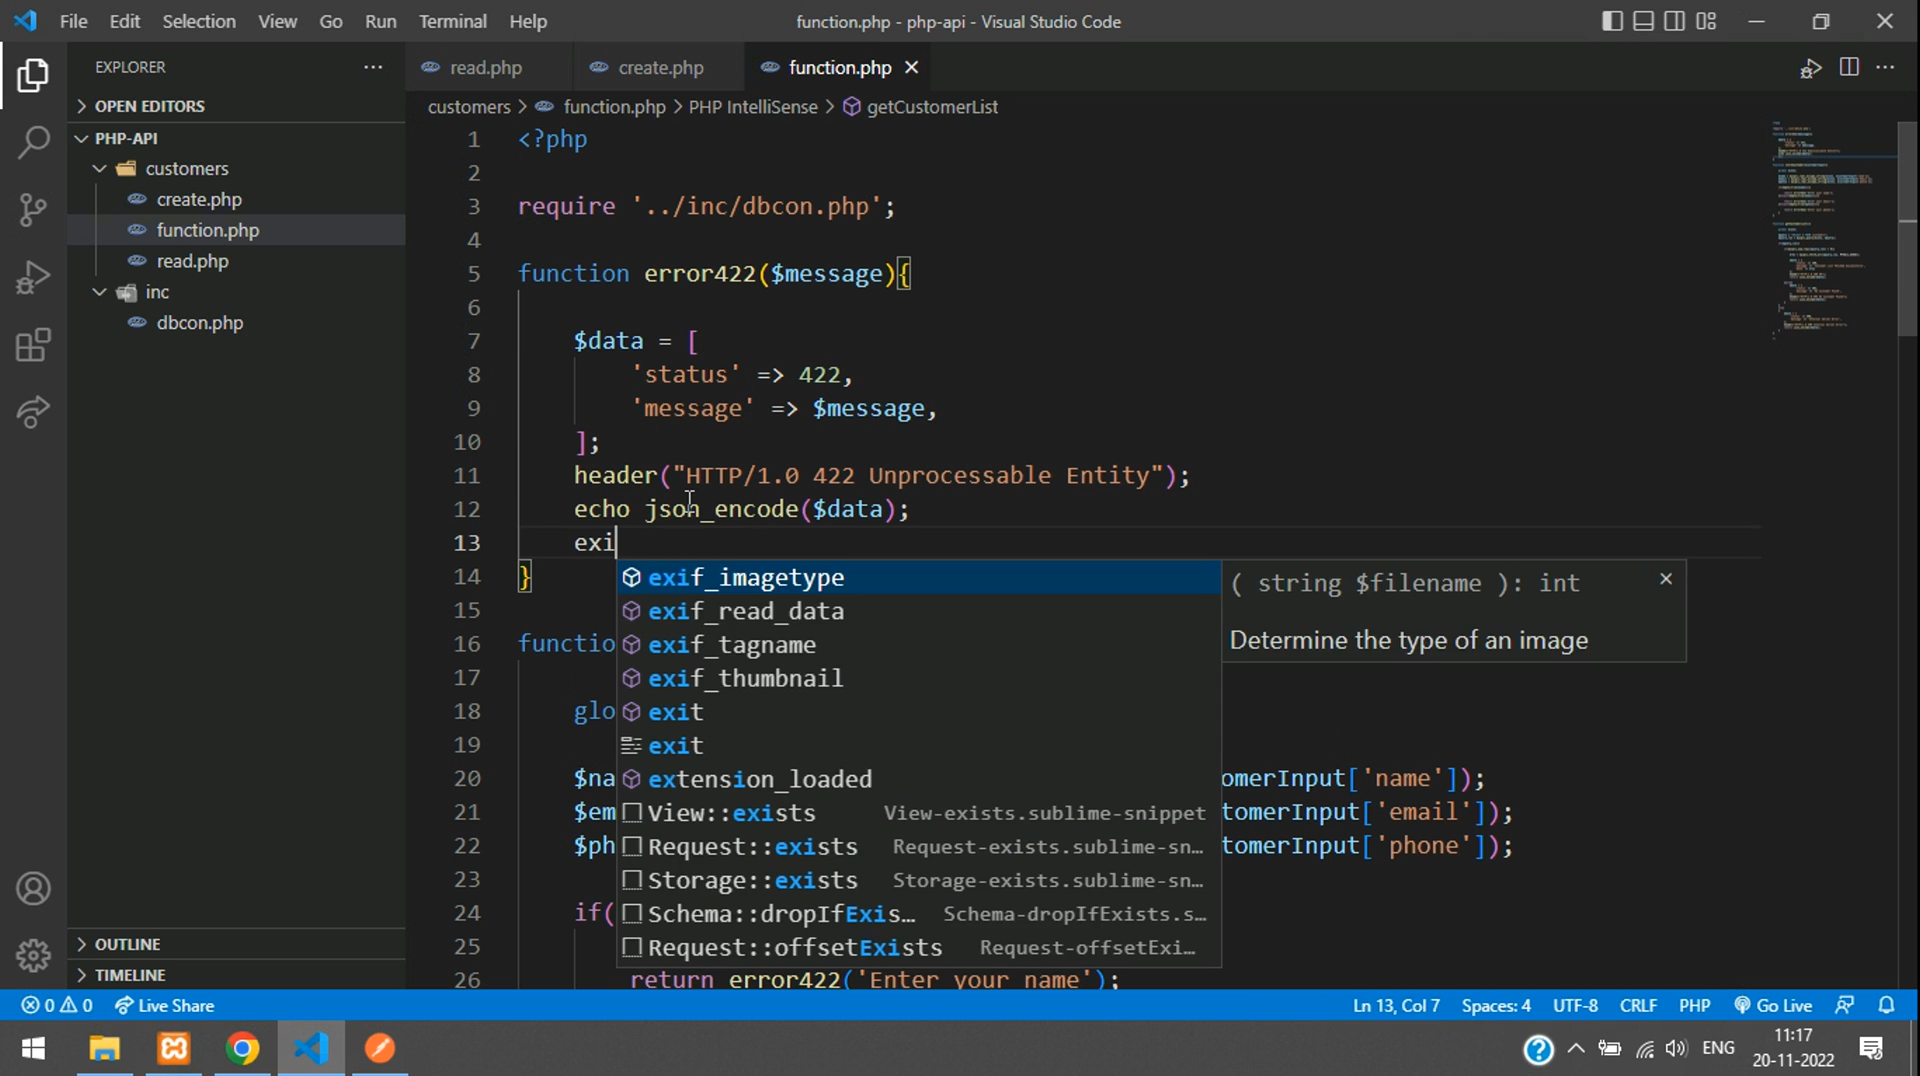 File Edit Selection View Go Run Terminal Help function.php - php-api - Visual Studio Code
EXPLORER
OPEN EDITORS
PHP-API
customers
create.php
function.php
read.php
inc
dbcon.php
OUTLINE
TIMELINE
read.php create.php function.php
customers > function.php > PHP IntelliSense > getCustomerList
1 <?php
2
3 require '../inc/dbcon.php';
4
5 function error422($message){
6
7 $data = [
8 'status' => 422,
9 'message' => $message,
10 ];
11 header("HTTP/1.0 422 Unprocessable Entity");
12 echo json_encode($data);
13 exi
14 }
15
16 functio
17
18 glo
19
20 $na omerInput['name']);
21 $em tomerInput['email']);
22 $ph tomerInput['phone']);
23
24 if(
25
26 return error422('Enter your name');
exif_imagetype
exif_read_data
exif_tagname
exif_thumbnail
exit
exit
extension_loaded
View::exists View-exists.sublime-snippet
Request::exists Request-exists.sublime-sn…
Storage::exists Storage-exists.sublime-sn…
Schema::dropIfExis… Schema-dropIfExists.s…
Request::offsetExists Request-offsetExi…
( string $filename ): int
Determine the type of an image
0 0 Live Share Ln 13, Col 7 Spaces: 4 UTF-8 CRLF PHP Go Live
ENG 11:17
20-11-2022